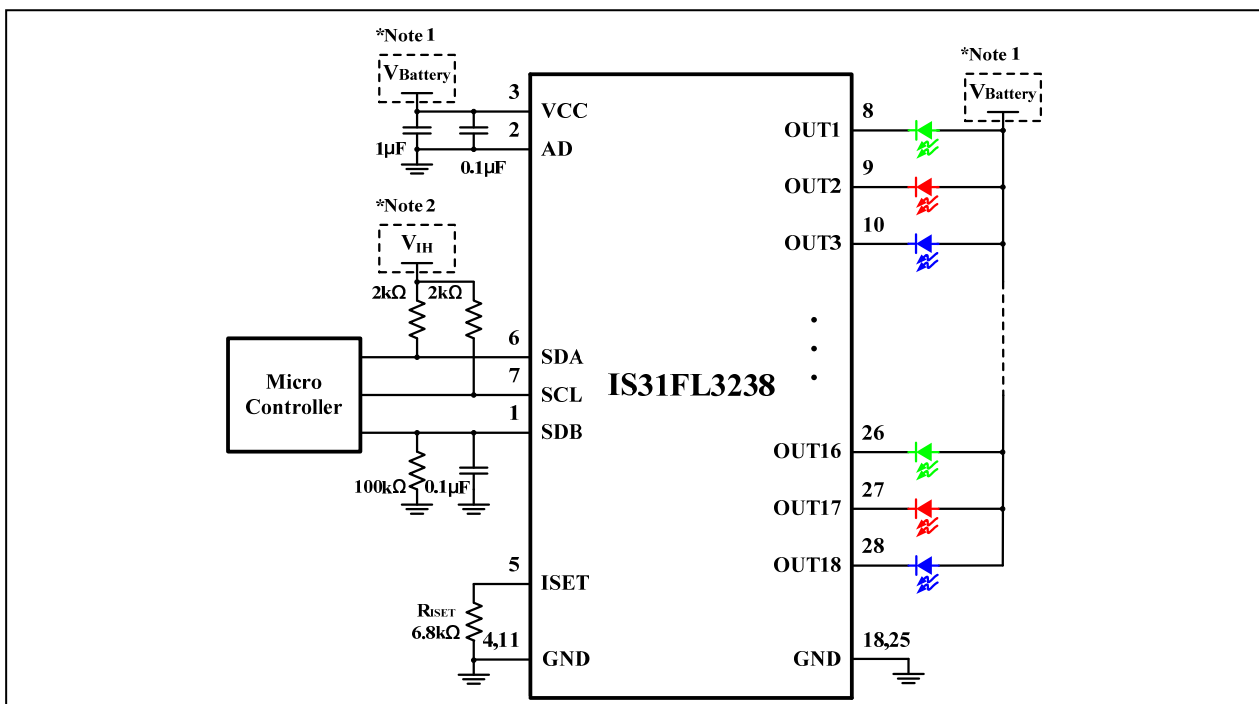 *Note 1
VBattery
3
VCC
2
AD
1µF
0.1µF
*Note 2
VIH
2kΩ
2kΩ
6
SDA
7
SCL
1
SDB
Micro
Controller
100kΩ
0.1µF
5
ISET
RISET
6.8kΩ
4,11
GND
IS31FL3238
*Note 1
VBattery
8
OUT1
9
OUT2
10
OUT3
26
OUT16
27
OUT17
28
OUT18
18,25
GND